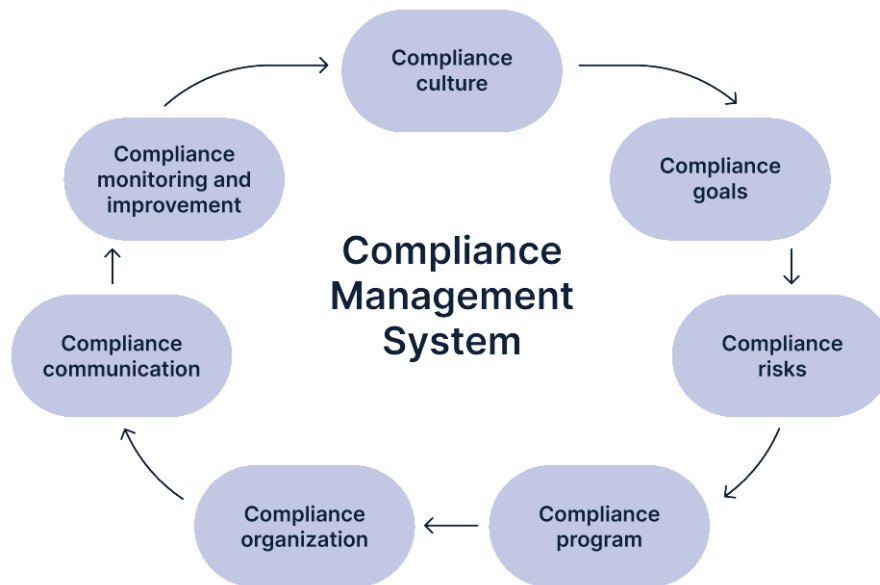 Compliance
culture
Compliance
goals
Compliance
risks
Compliance
program
Compliance
organization
Compliance
communication
Compliance
monitoring and
improvement
Compliance
Management
System